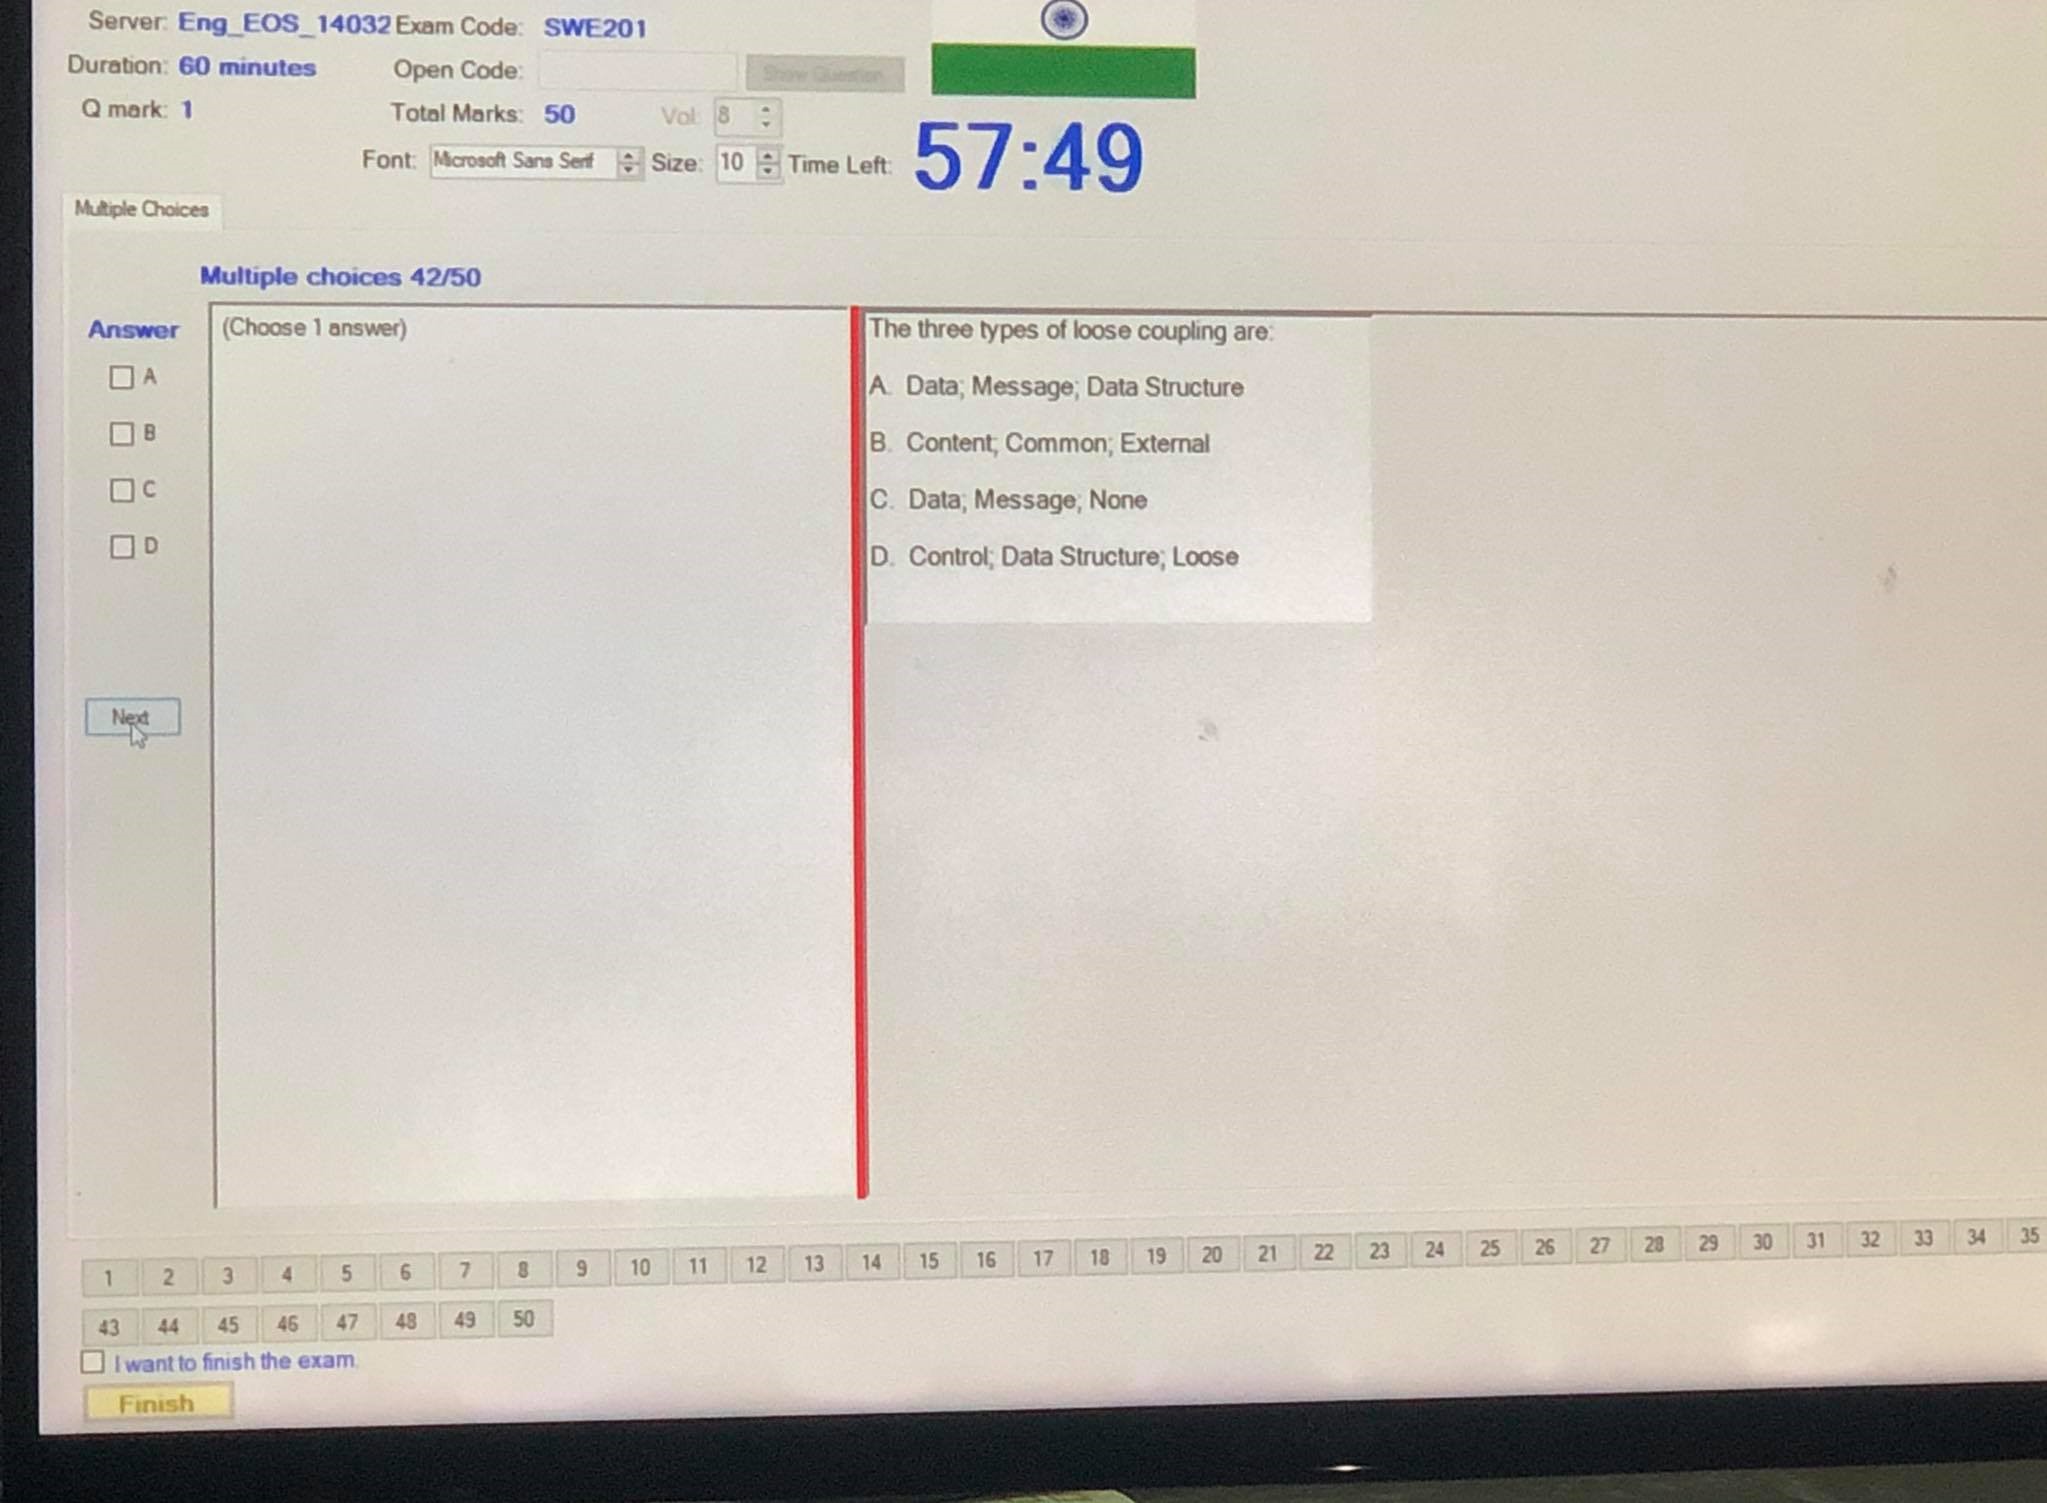 Server: Eng_EOS_14032 Exam Code: SWE201
Duration: 60 minutes Open Code: Show Question
Q mark: 1 Total Marks: 50 Vol: 8
Font: Microsoft Sans Serif Size: 10 Time Left: 57:49
Multiple Choices
Multiple choices 42/50
Answer
(Choose 1 answer)
A
B
C
D
Next
The three types of loose coupling are:
A. Data; Message; Data Structure
B. Content; Common; External
C. Data; Message; None
D. Control; Data Structure; Loose
1 2 3 4 5 6 7 8 9 10 11 12 13 14 15 16 17 18 19 20 21 22 23 24 25 26 27 28 29 30 31 32 33 34 35
43 44 45 46 47 48 49 50
I want to finish the exam.
Finish